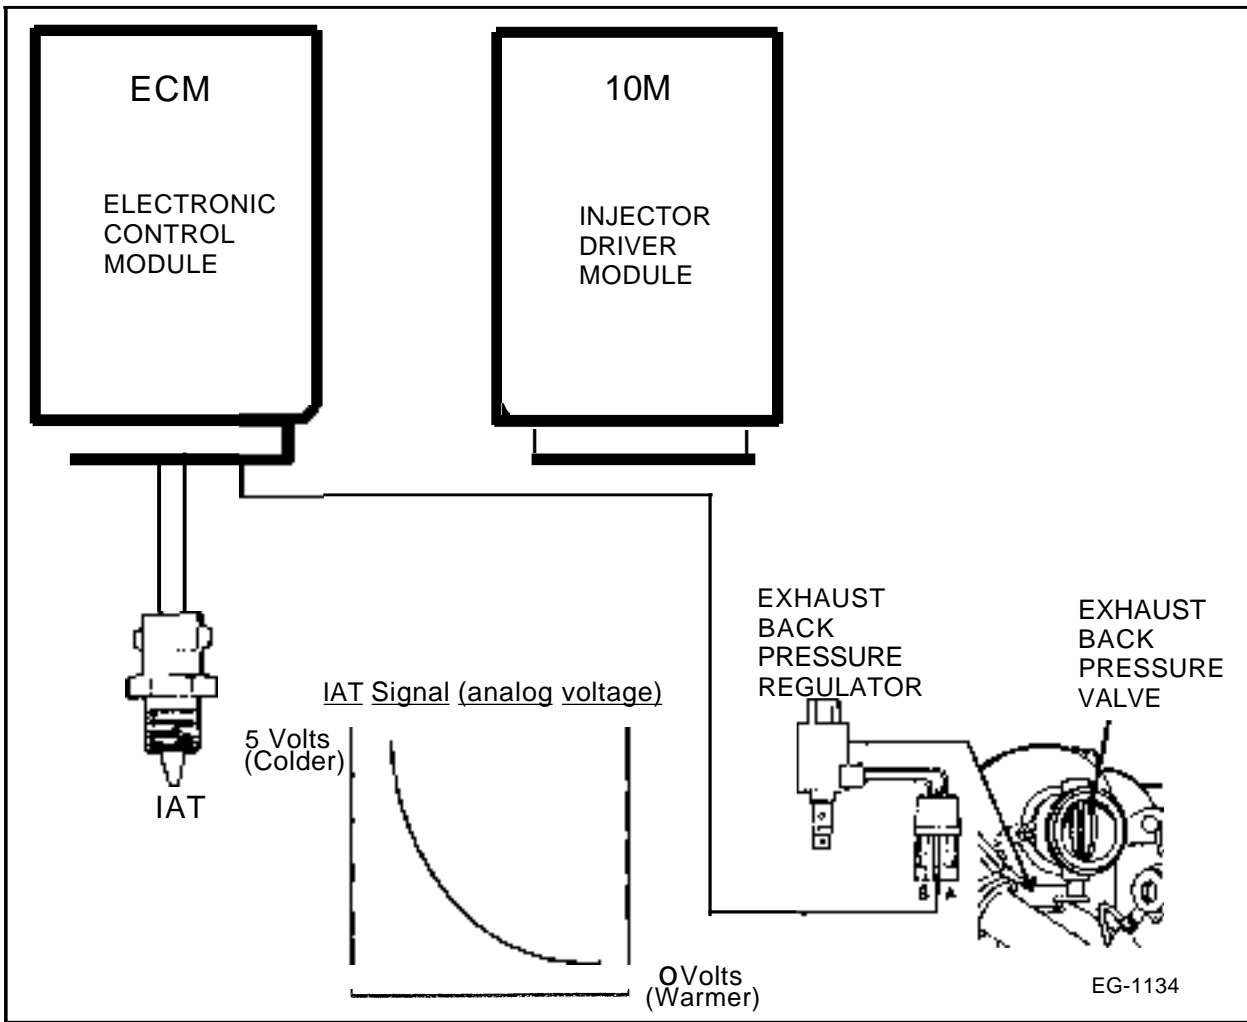 ECM
ELECTRONIC
CONTROL
MODULE
10M
INJECTOR
DRIVER
MODULE
IAT
IAT Signal (analog voltage)
5 Volts
(Colder)
0Volts
(Warmer)
EXHAUST
BACK
PRESSURE
REGULATOR
B A
EXHAUST
BACK
PRESSURE
VALVE
EG-1134